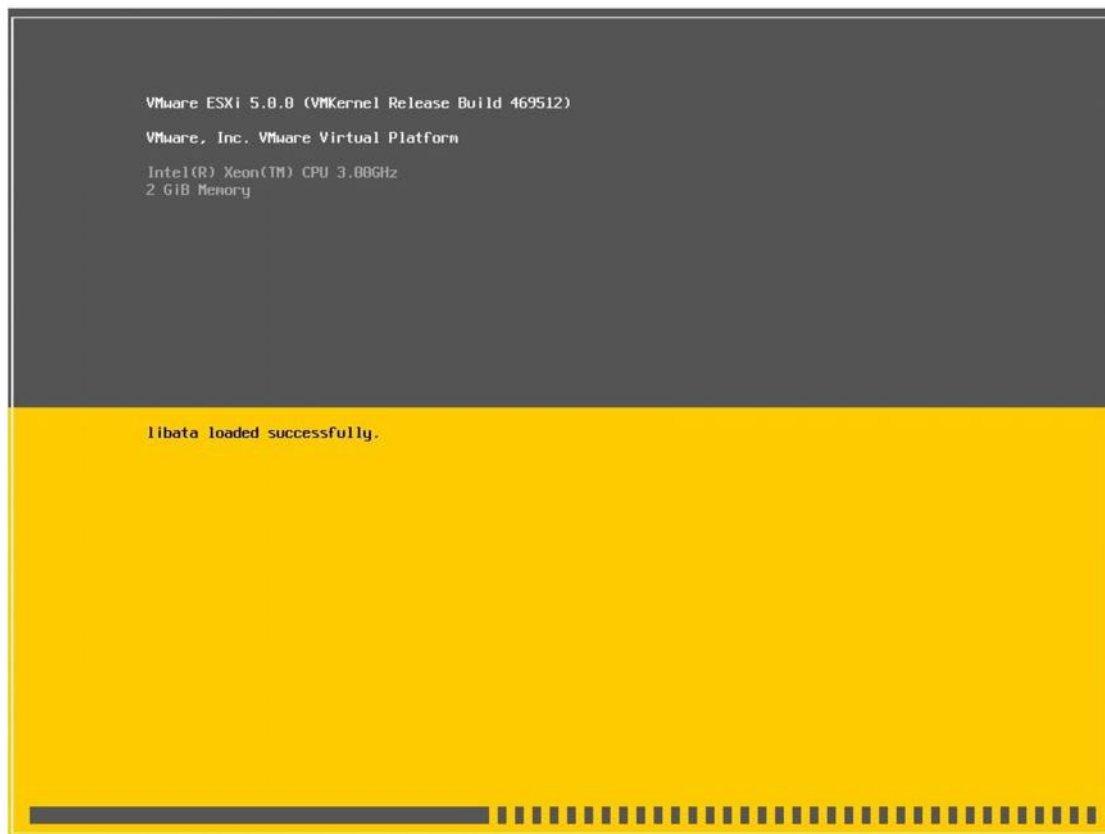 VMware ESXi 5.0.0 (VMKernel Release Build 469512)
VMware, Inc. VMware Virtual Platform
Intel(R) Xeon(TM) CPU 3.00GHz
2 GiB Memory
libata loaded successfully.